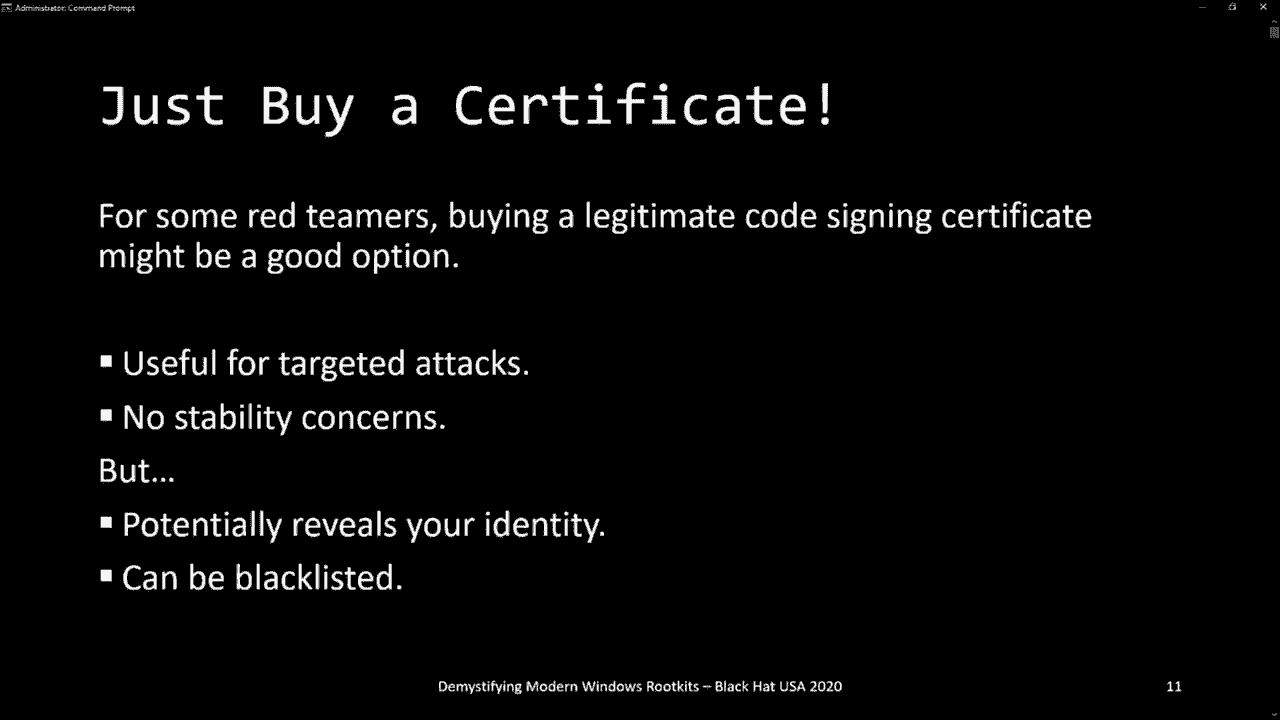 Administrator: Command Prompt
Just Buy a Certificate!
For some red teamers, buying a legitimate code signing certificate
might be a good option.
▪ Useful for targeted attacks.
▪ No stability concerns.
But…
▪ Potentially reveals your identity.
▪ Can be blacklisted.
Demystifying Modern Windows Rootkits – Black Hat USA 2020
11